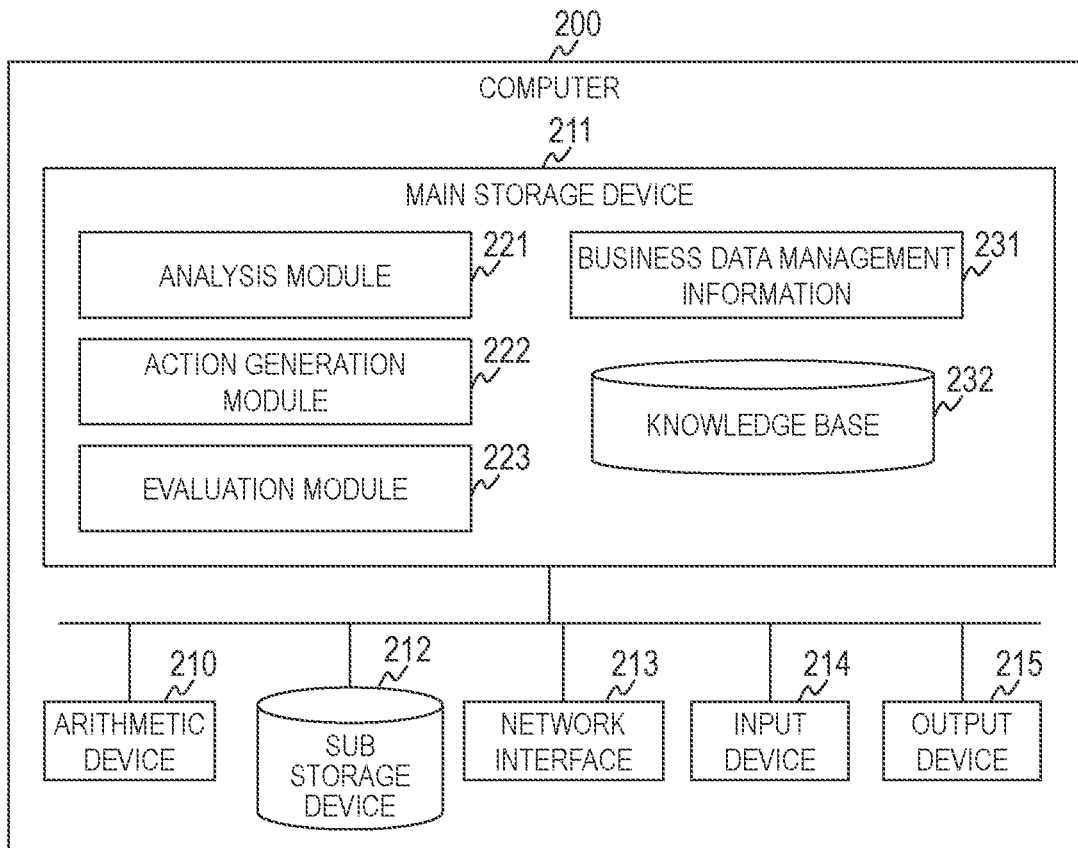 200
COMPUTER
211
MAIN STORAGE DEVICE
ANALYSIS MODULE
221
BUSINESS DATA MANAGEMENT
INFORMATION
231
ACTION GENERATION
MODULE
222
KNOWLEDGE BASE
232
EVALUATION MODULE
223
210
ARITHMETIC
DEVICE
212
SUB
STORAGE
DEVICE
213
NETWORK
INTERFACE
214
INPUT
DEVICE
215
OUTPUT
DEVICE